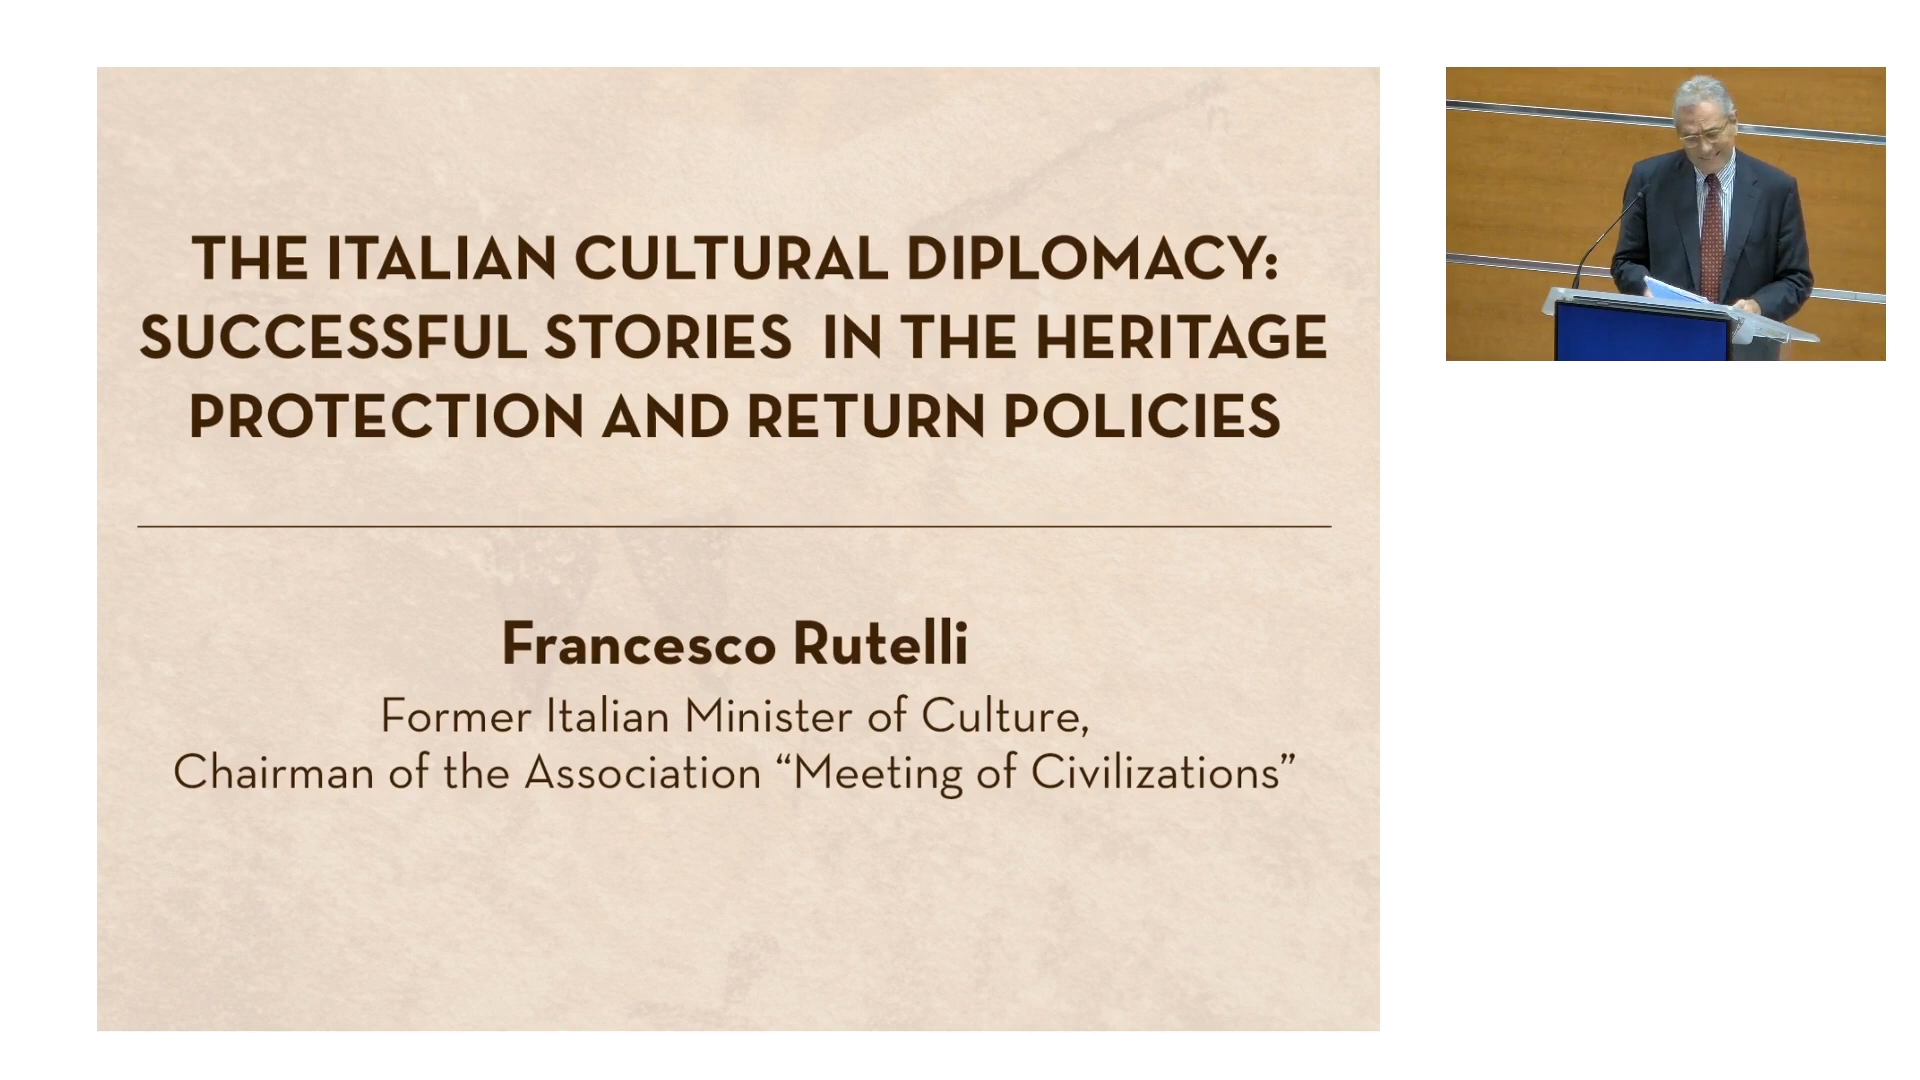 THE ITALIAN CULTURAL DIPLOMACY:
SUCCESSFUL STORIES IN THE HERITAGE
PROTECTION AND RETURN POLICIES
Francesco Rutelli
Former Italian Minister of Culture,
Chairman of the Association “Meeting of Civilizations”